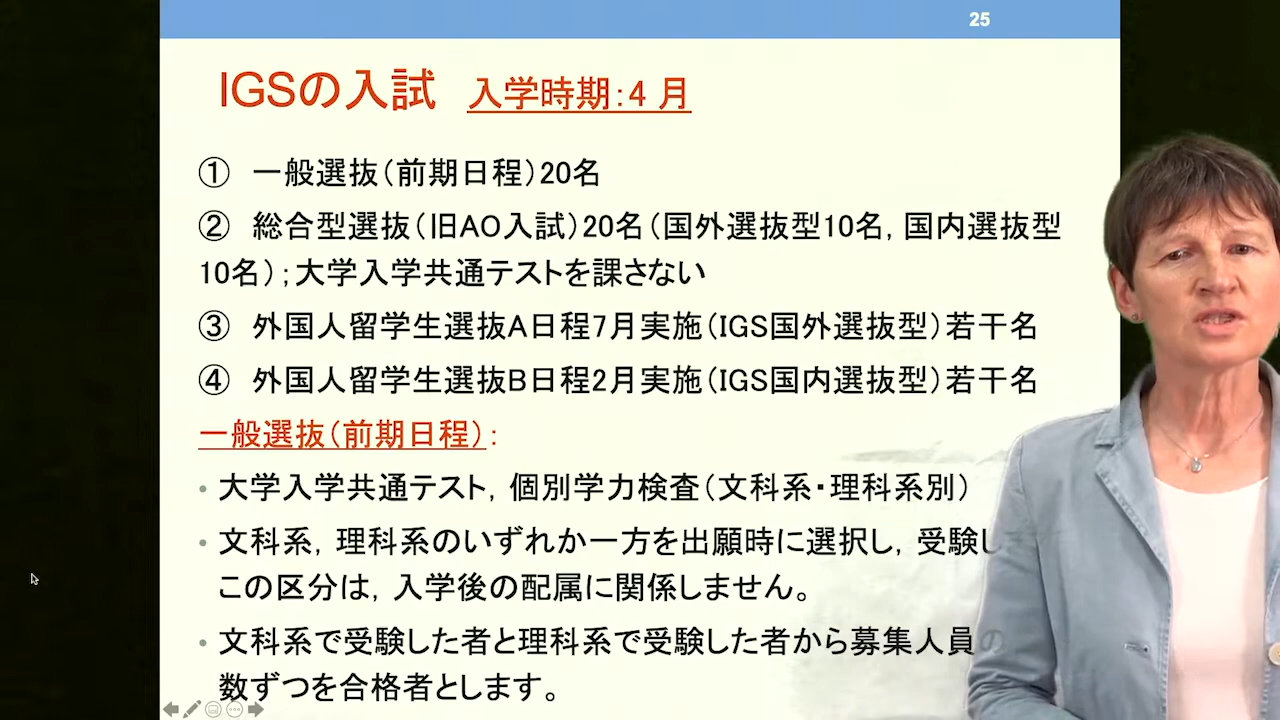 25
IGSの入試 入学時期:4 月
① 一般選抜(前期日程)20名
② 総合型選抜(旧AO入試)20名(国外選抜型10名, 国内選抜型
10名);大学入学共通テストを課さない
③ 外国人留学生選抜A日程7月実施(IGS国外選抜型)若干名
④ 外国人留学生選抜B日程2月実施(IGS国内選抜型)若干名
一般選抜(前期日程):
• 大学入学共通テスト, 個別学力検査(文科系・理科系別)
• 文科系, 理科系のいずれか一方を出願時に選択し, 受験し
この区分は, 入学後の配属に関係しません。
• 文科系で受験した者と理科系で受験した者から募集人員の
数ずつを合格者とします。